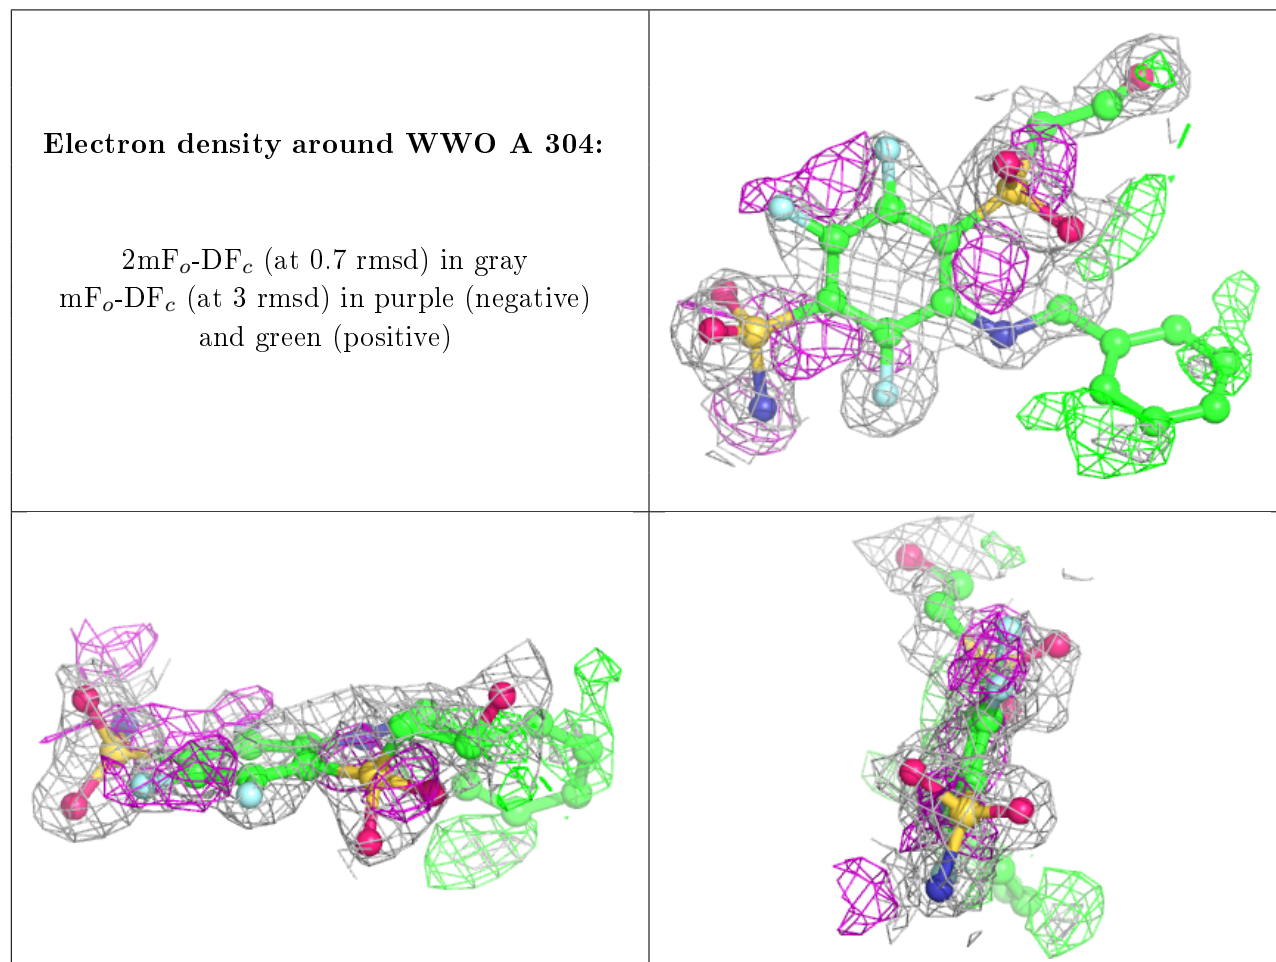 Electron density around WWO A 304:
2mFₒ-DF𝒸 (at 0.7 rmsd) in gray
mFₒ-DF𝒸 (at 3 rmsd) in purple (negative)
and green (positive)